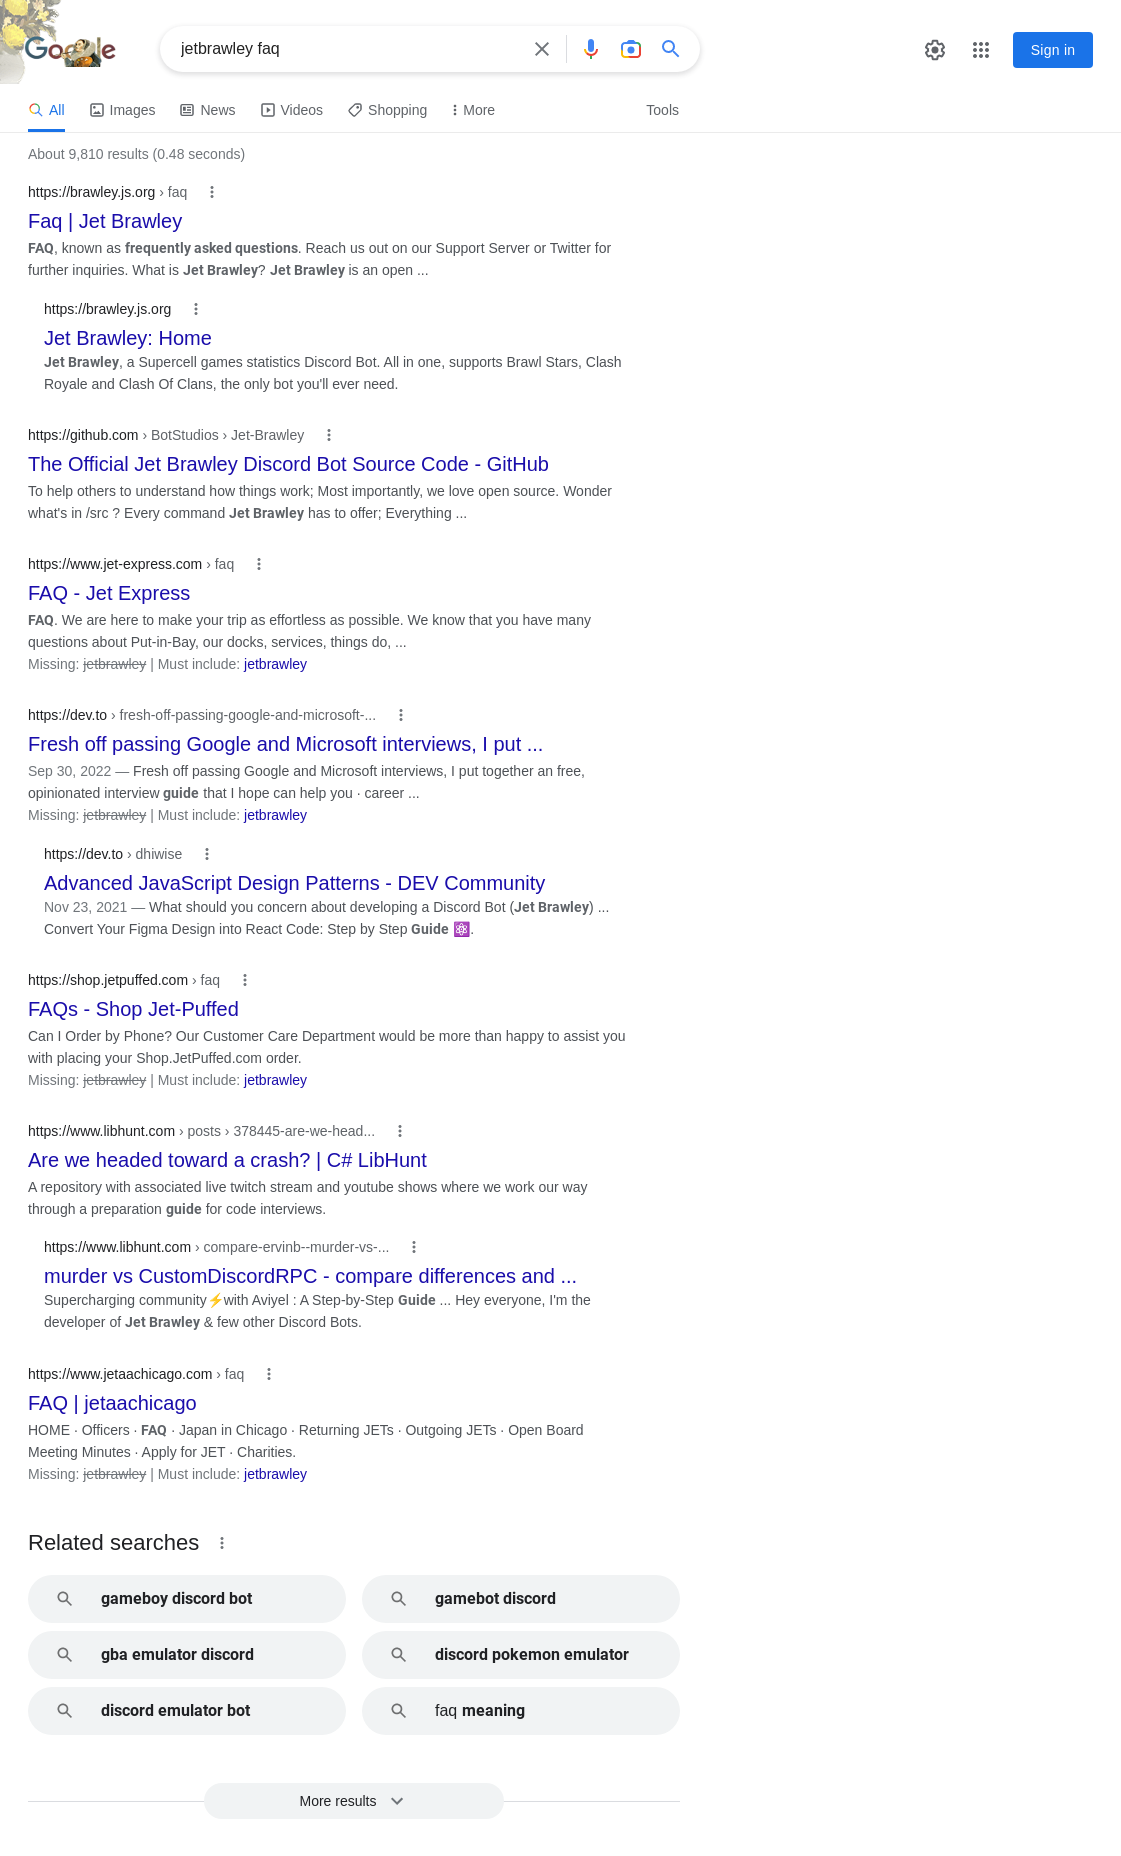 Google
jetbrawley faq
Sign in
All Images News Videos Shopping More Tools
About 9,810 results (0.48 seconds)
https://brawley.js.org › faq
Faq | Jet Brawley
FAQ, known as frequently asked questions. Reach us out on our Support Server or Twitter for
further inquiries. What is Jet Brawley? Jet Brawley is an open ...
https://brawley.js.org
Jet Brawley: Home
Jet Brawley, a Supercell games statistics Discord Bot. All in one, supports Brawl Stars, Clash
Royale and Clash Of Clans, the only bot you'll ever need.
https://github.com › BotStudios › Jet-Brawley
The Official Jet Brawley Discord Bot Source Code - GitHub
To help others to understand how things work; Most importantly, we love open source. Wonder
what's in /src ? Every command Jet Brawley has to offer; Everything ...
https://www.jet-express.com › faq
FAQ - Jet Express
FAQ. We are here to make your trip as effortless as possible. We know that you have many
questions about Put-in-Bay, our docks, services, things do, ...
Missing: jetbrawley | Must include: jetbrawley
https://dev.to › fresh-off-passing-google-and-microsoft-...
Fresh off passing Google and Microsoft interviews, I put ...
Sep 30, 2022 — Fresh off passing Google and Microsoft interviews, I put together an free,
opinionated interview guide that I hope can help you · career ...
Missing: jetbrawley | Must include: jetbrawley
https://dev.to › dhiwise
Advanced JavaScript Design Patterns - DEV Community
Nov 23, 2021 — What should you concern about developing a Discord Bot (Jet Brawley) ...
Convert Your Figma Design into React Code: Step by Step Guide ⚛️.
https://shop.jetpuffed.com › faq
FAQs - Shop Jet-Puffed
Can I Order by Phone? Our Customer Care Department would be more than happy to assist you
with placing your Shop.JetPuffed.com order.
Missing: jetbrawley | Must include: jetbrawley
https://www.libhunt.com › posts › 378445-are-we-head...
Are we headed toward a crash? | C# LibHunt
A repository with associated live twitch stream and youtube shows where we work our way
through a preparation guide for code interviews.
https://www.libhunt.com › compare-ervinb--murder-vs-...
murder vs CustomDiscordRPC - compare differences and ...
Supercharging community⚡with Aviyel : A Step-by-Step Guide ... Hey everyone, I'm the
developer of Jet Brawley & few other Discord Bots.
https://www.jetaachicago.com › faq
FAQ | jetaachicago
HOME · Officers · FAQ · Japan in Chicago · Returning JETs · Outgoing JETs · Open Board
Meeting Minutes · Apply for JET · Charities.
Missing: jetbrawley | Must include: jetbrawley
Related searches
gameboy discord bot
gamebot discord
gba emulator discord
discord pokemon emulator
discord emulator bot
faq meaning
More results